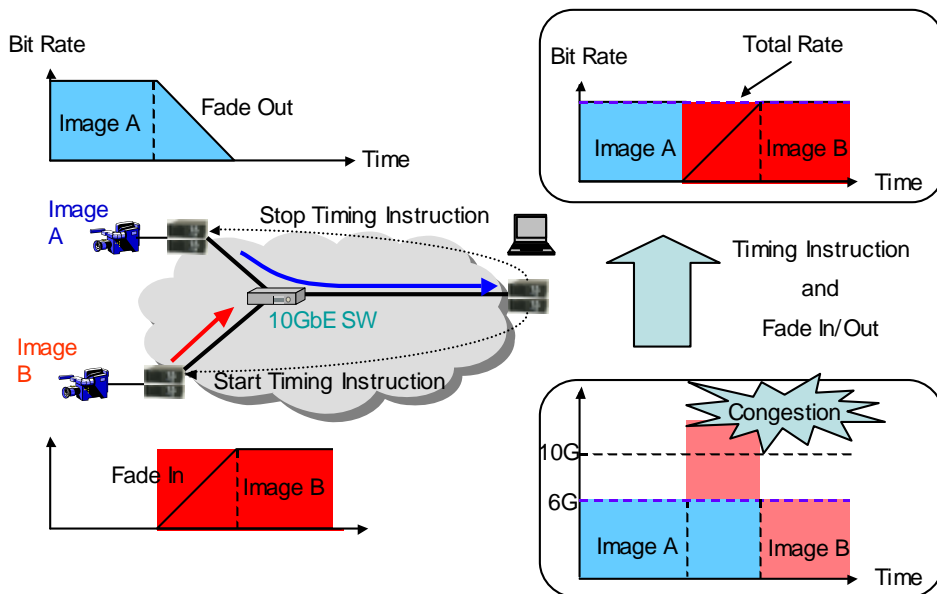 Bit Rate
Image A
Fade Out
Time
Total Rate
Bit Rate
Image A
Image B
Time
Image
A
Stop Timing Instruction
10GbE SW
Image
B
Start Timing Instruction
Timing Instruction
and
Fade In/Out
Fade In
Image B
Congestion
10G
6G
Image A
Image B
Time